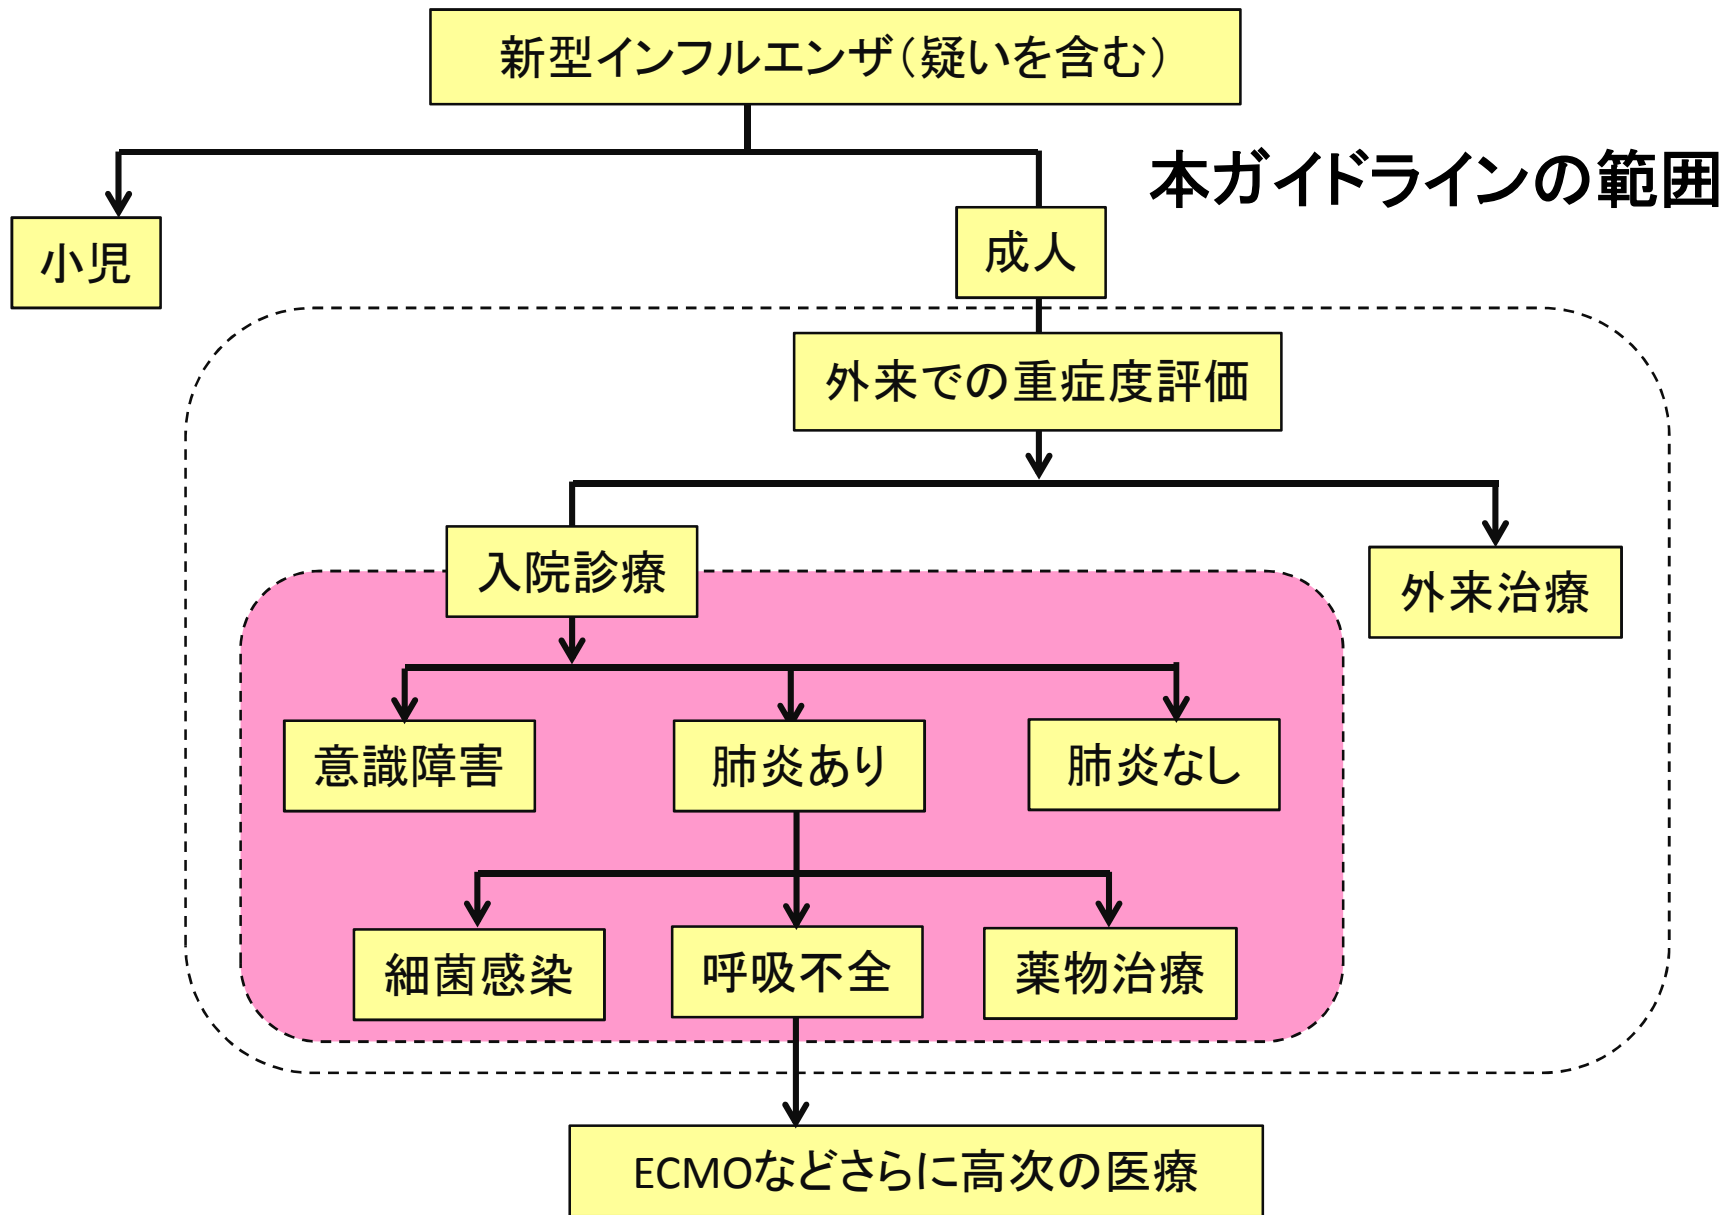 新型インフルエンザ（疑いを含む）
本ガイドラインの範囲
小児
成人
外来での重症度評価
入院診療
外来治療
意識障害
肺炎あり
肺炎なし
細菌感染
呼吸不全
薬物治療
ECMOなどさらに高次の医療